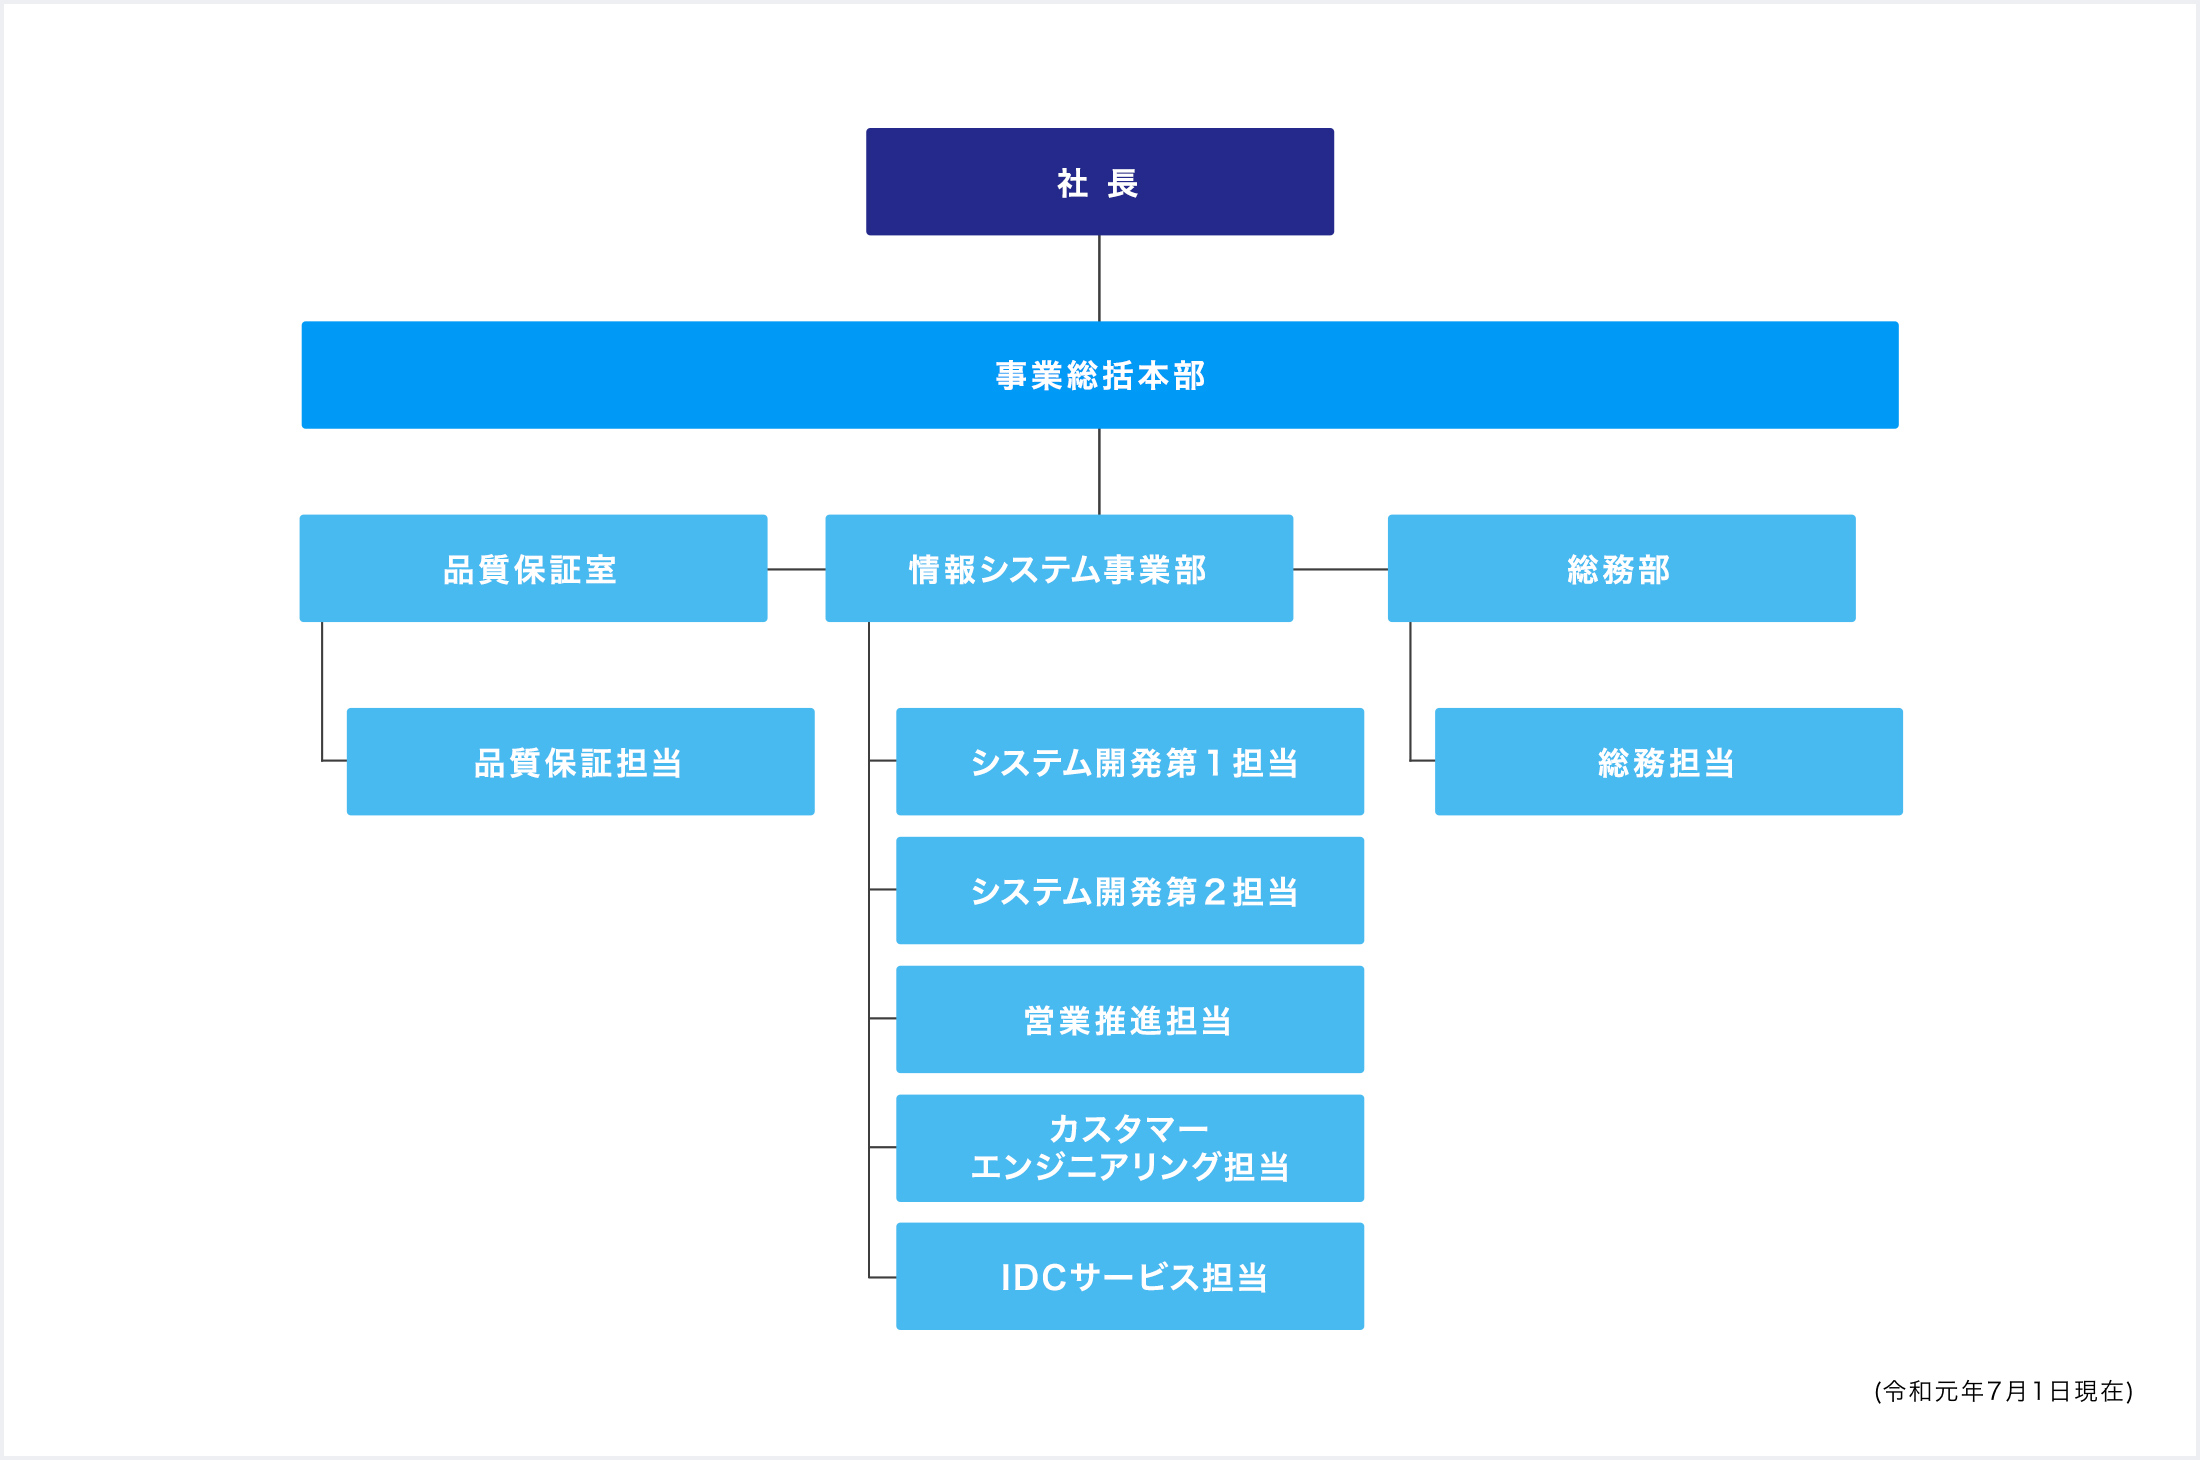 社 長
事業総括本部
品質保証室
情報システム事業部
総務部
品質保証担当
システム開発第1担当
総務担当
システム開発第2担当
営業推進担当
カスタマー
エンジニアリング担当
IDCサービス担当
(令和元年7月1日現在)